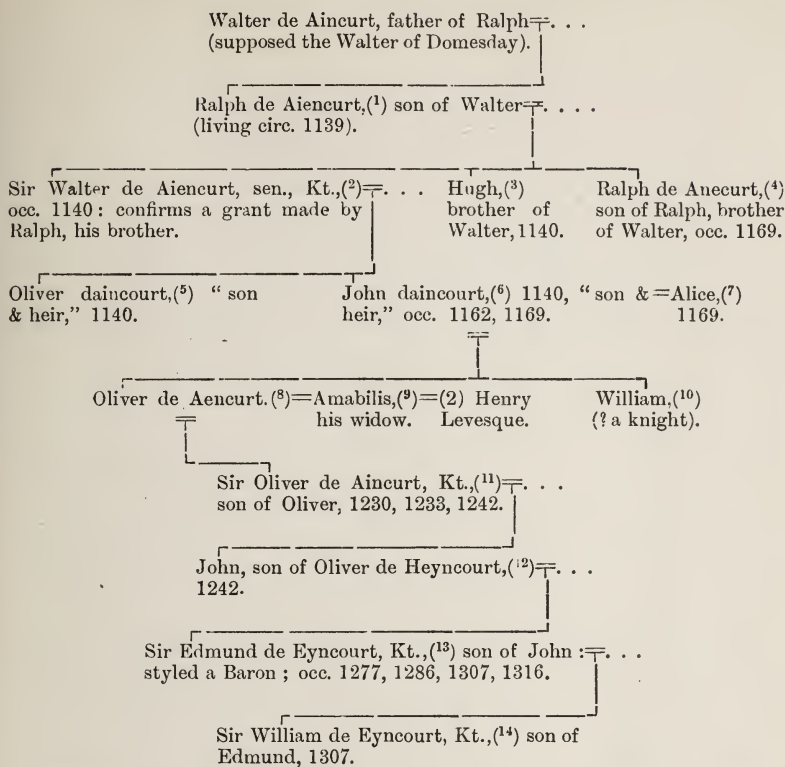 Walter de Aincurt, father of Ralph=. . .
(supposed the Walter of Domesday).
Ralph de Aiencurt,(¹) son of Walter=. . . .
(living circ. 1139).
Sir Walter de Aiencurt, sen., Kt.,(²)=. . . Hugh,(³) Ralph de Anecurt,(⁴)
occ. 1140: confirms a grant made by brother of son of Ralph, brother
Ralph, his brother. Walter, 1140. of Walter, occ. 1169.
Oliver daincourt,(⁵) “ son John daincourt,(⁶) 1140, “ son & =Alice,(⁷)
& heir,” 1140. heir,” occ. 1162, 1169. 1169.
Oliver de Aencurt.(⁸)=Amabilis,(⁹)=(2) Henry William,(¹⁰)
his widow. Levesque. (? a knight).
Sir Oliver de Aincurt, Kt.,(¹¹)=. . .
son of Oliver, 1230, 1233, 1242.
John, son of Oliver de Heyncourt,(¹²)=. . .
1242.
Sir Edmund de Eyncourt, Kt.,(¹³) son of John :=. . .
styled a Baron ; occ. 1277, 1286, 1307, 1316.
Sir William de Eyncourt, Kt.,(¹⁴) son of
Edmund, 1307.